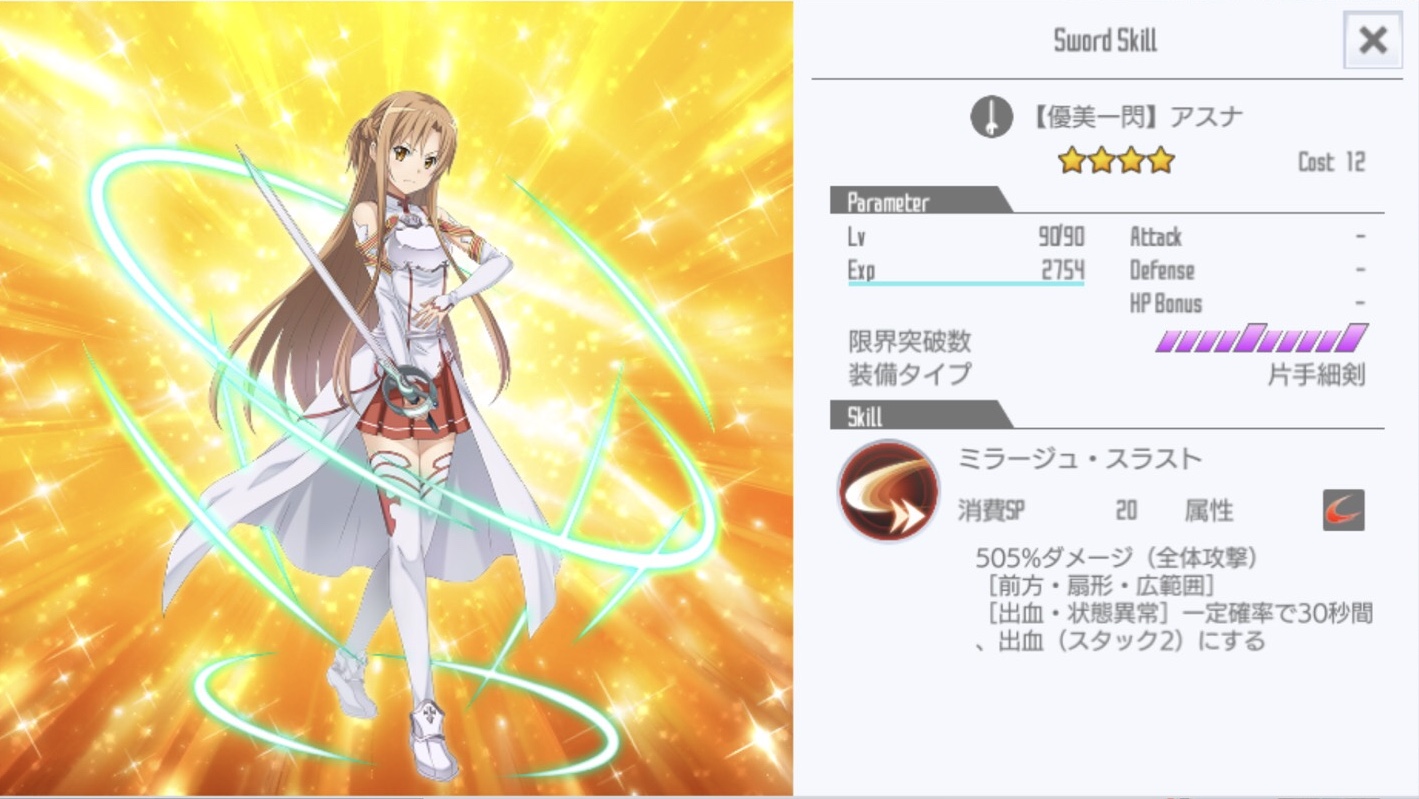 Sword Skill
【優美一閃】アスナ
Cost 12
Parameter
Lv 90/90 Attack -
Exp 2754 Defense -
HP Bonus -
限界突破数
装備タイプ 片手細剣
Skill
ミラージュ・スラスト
消費SP 20 属性
505%ダメージ（全体攻撃）
［前方・扇形・広範囲］
［出血・状態異常］一定確率で30秒間
、出血（スタック2）にする